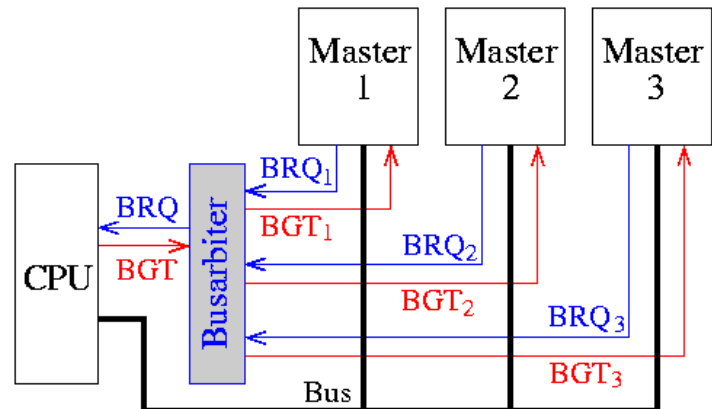 Master
1
Master
2
Master
3
CPU
BRQ
BGT
Busarbiter
BRQ₁
BGT₁
BRQ₂
BGT₂
BRQ₃
BGT₃
Bus